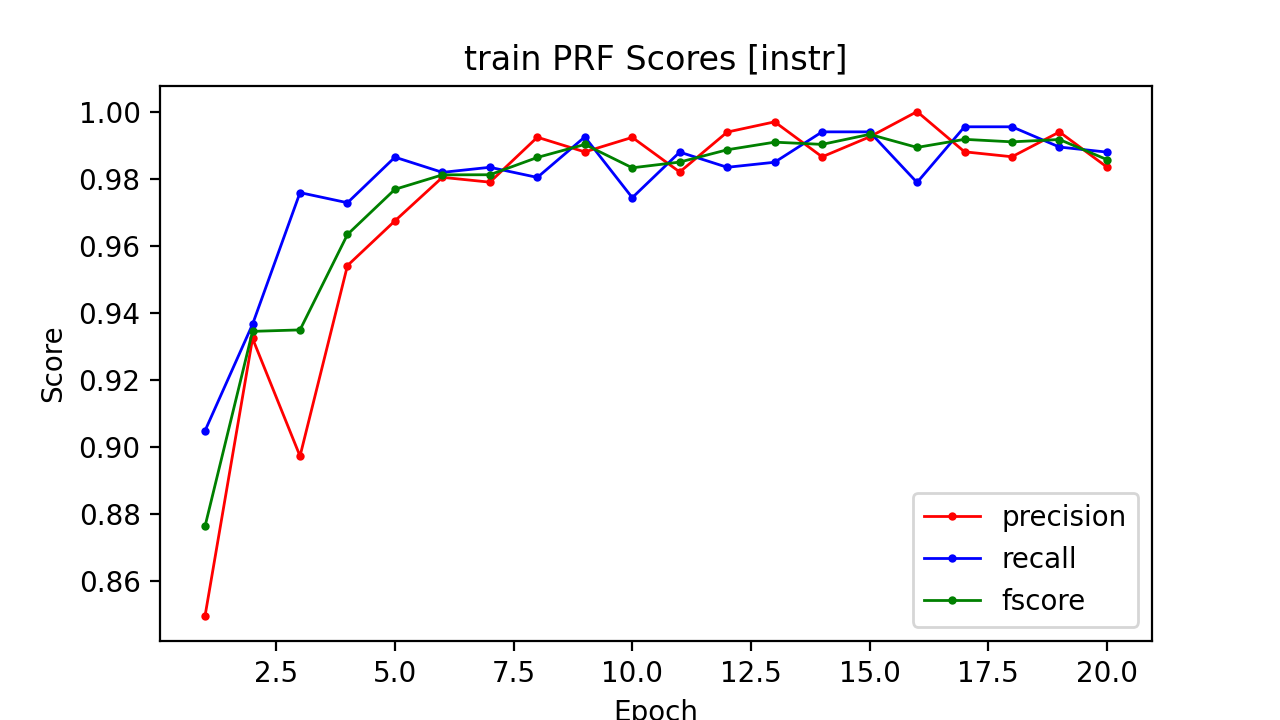 train PRF Scores [instr]
1.00
0.98
0.96
0.94
0.92
0.90
0.88
0.86
Score
precision
recall
fscore
2.5 5.0 7.5 10.0 12.5 15.0 17.5 20.0
Epoch